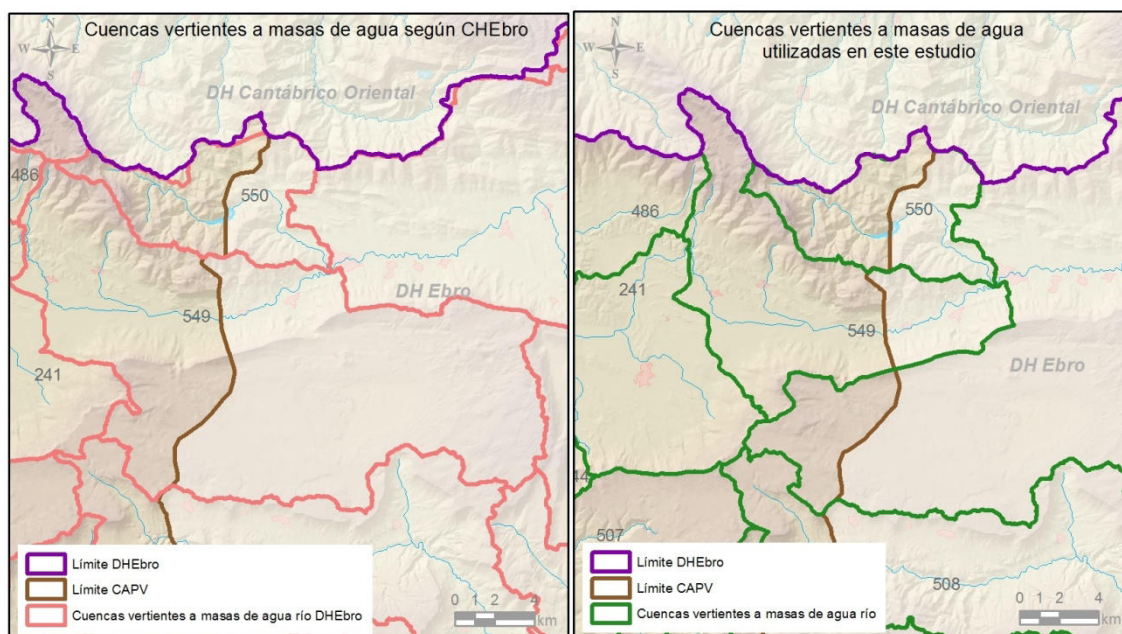 Cuencas vertientes a masas de agua según CHEbro
N
W E
S
DH Cantábrico Oriental
486
550
DH Ebro
549
241
Límite DHEbro
Límite CAPV
Cuencas vertientes a masas de agua río DHEbro
0 1 2 4
km
Cuencas vertientes a masas de agua
utilizadas en este estudio
N
W E
S
DH Cantábrico Oriental
486
550
241
549
DH Ebro
44
507
508
Límite DHEbro
Límite CAPV
Cuencas vertientes a masas de agua río
0 1 2 4
km